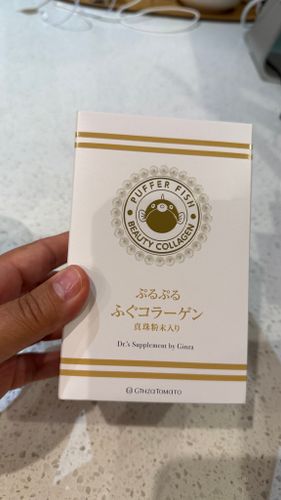 PUFFER FISH
BEAUTY COLLAGEN
ぷるぷる
ふぐコラーゲン
真珠粉末入り
Dr.'s Supplement by Ginza
GINZA TOMATO